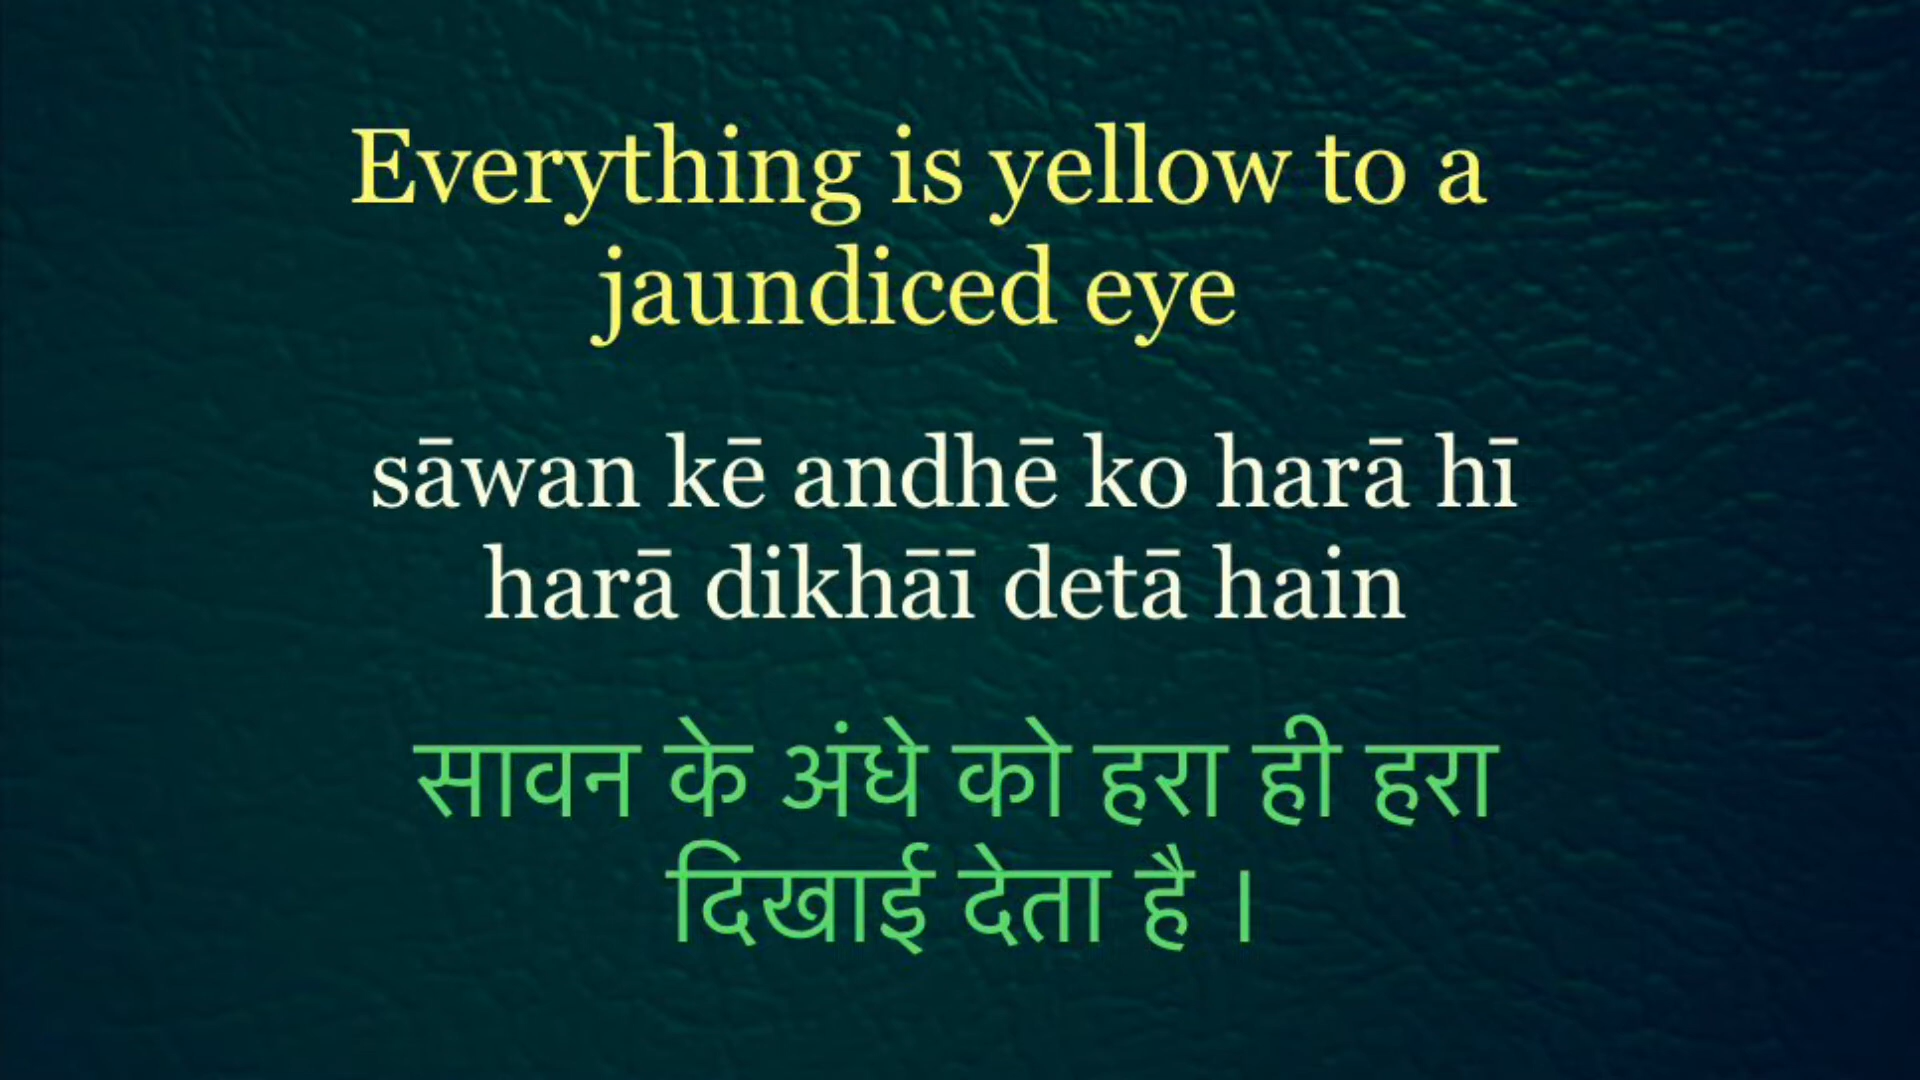 Everything is yellow to a
jaundiced eye
sāwan kē andhē ko harā hī
harā dikhāī detā hain
सावन के अंधे को हरा ही हरा
दिखाई देता है ।